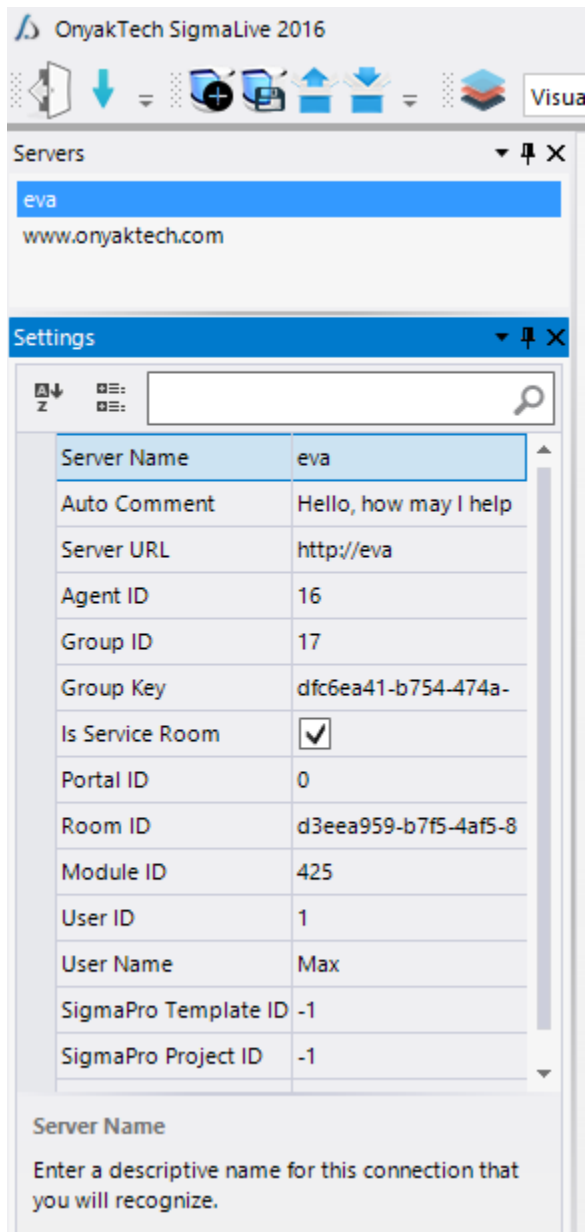 OnyakTech SigmaLive 2016
Visua
Servers
eva
www.onyaktech.com
Settings
A
Z
Server Name eva
Auto Comment Hello, how may I help
Server URL http://eva
Agent ID 16
Group ID 17
Group Key dfc6ea41-b754-474a-
Is Service Room
Portal ID 0
Room ID d3eea959-b7f5-4af5-8
Module ID 425
User ID 1
User Name Max
SigmaPro Template ID -1
SigmaPro Project ID -1
Server Name
Enter a descriptive name for this connection that
you will recognize.